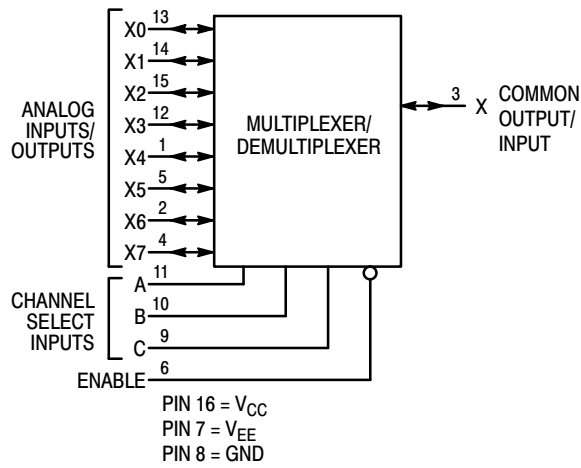 X0 13
X1 14
X2 15
X3 12
X4 1
X5 5
X6 2
X7 4
ANALOG
INPUTS/
OUTPUTS
MULTIPLEXER/
DEMULTIPLEXER
3 X
COMMON
OUTPUT/
INPUT
A 11
B 10
C 9
CHANNEL
SELECT
INPUTS
ENABLE 6
PIN 16 = VCC
PIN 7 = VEE
PIN 8 = GND